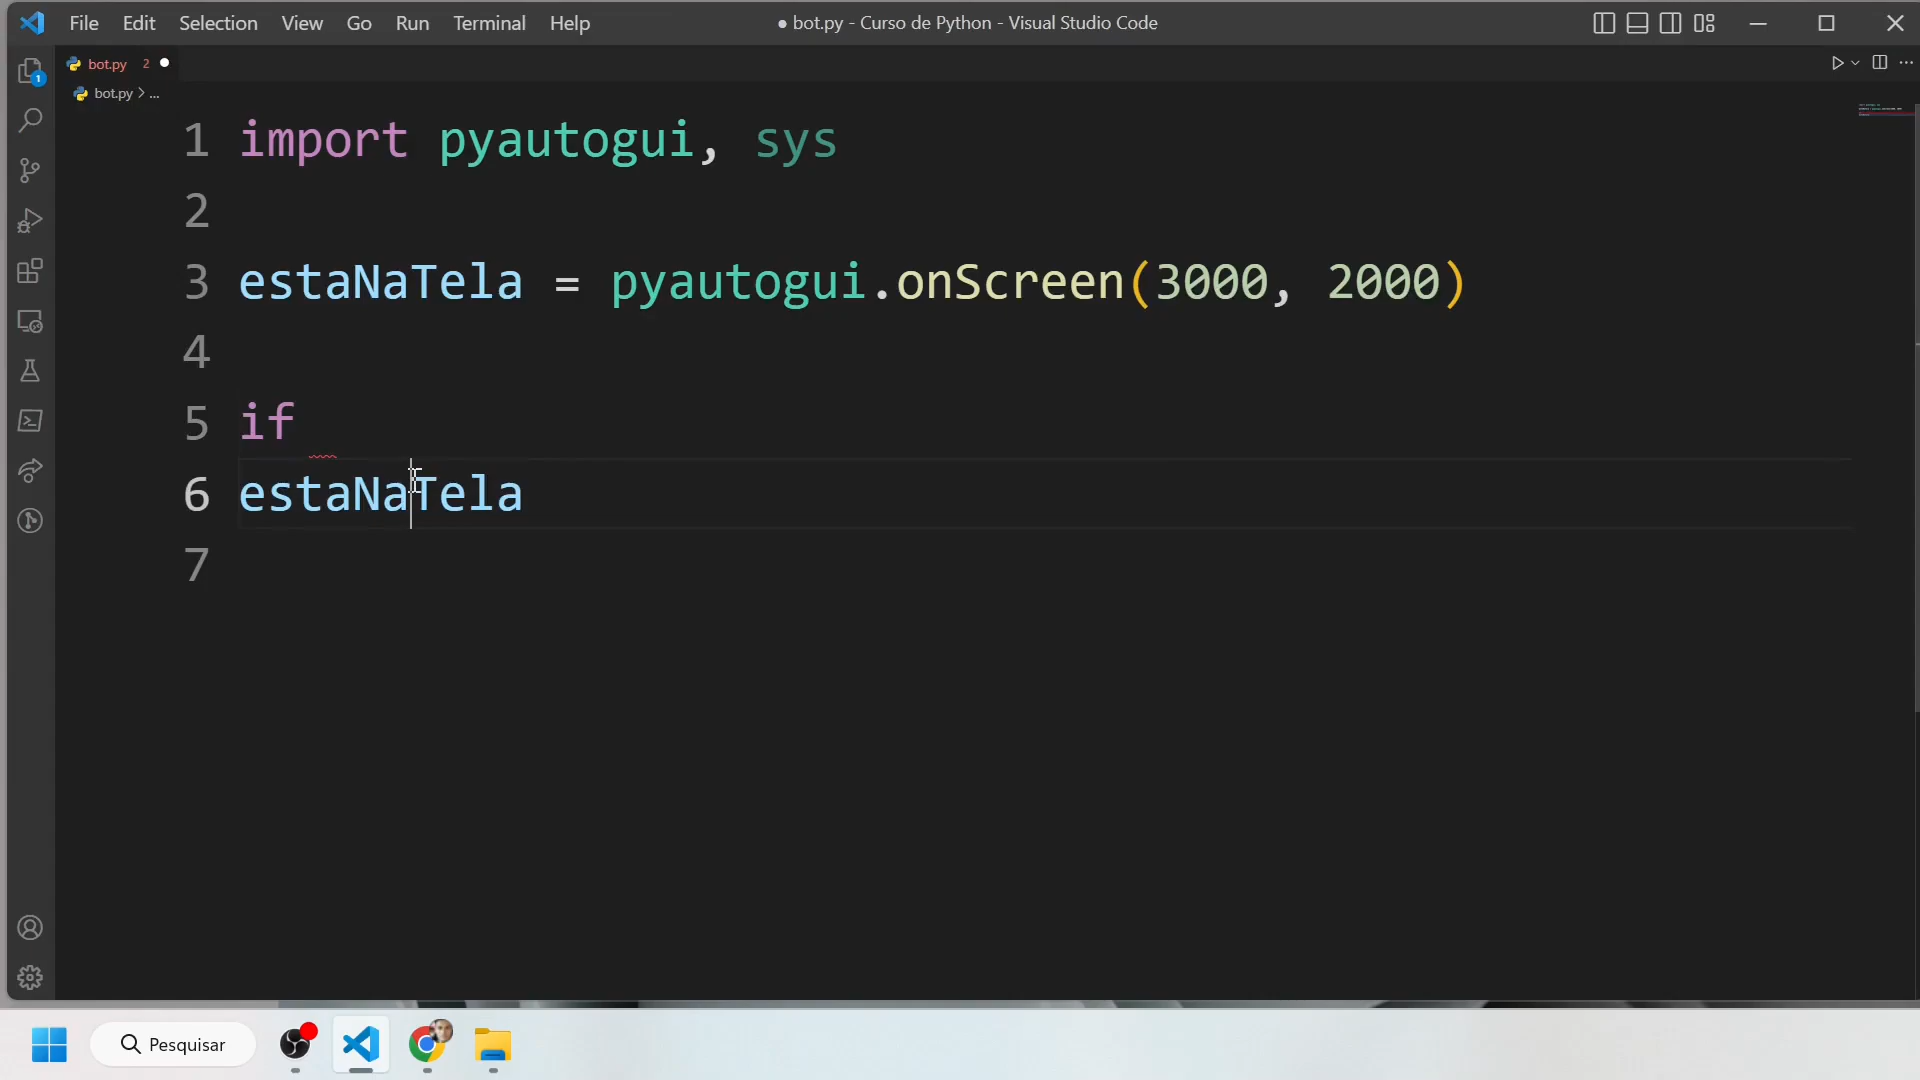 File Edit Selection View Go Run Terminal Help ● bot.py - Curso de Python - Visual Studio Code
bot.py 2 ●
bot.py > ...
1 import pyautogui, sys
2
3 estaNaTela = pyautogui.onScreen(3000, 2000)
4
5 if
6 estaNaTela
7
1
Pesquisar